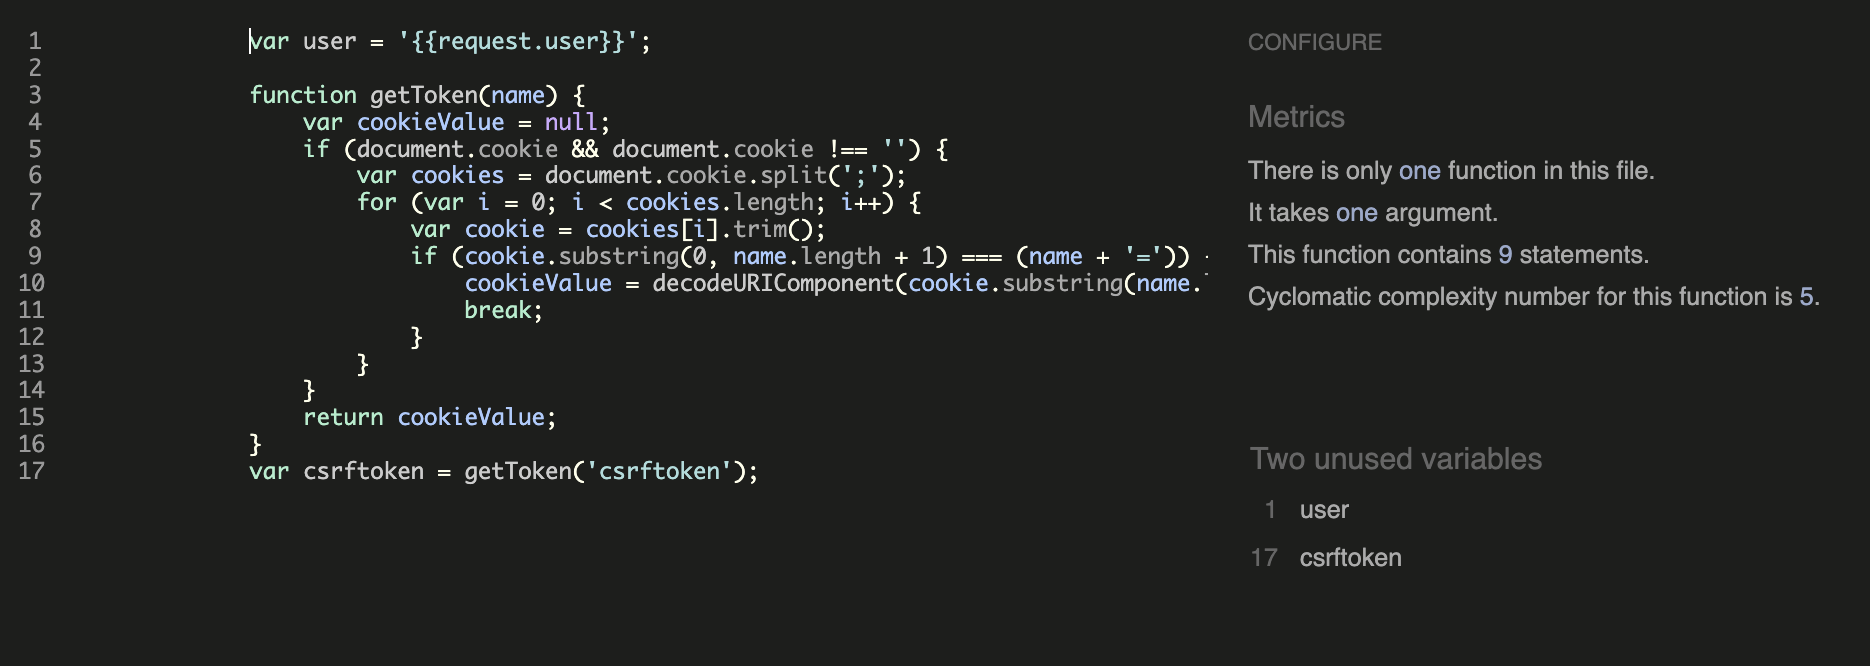 1 var user = '{{request.user}}';
2
3 function getToken(name) {
4 var cookieValue = null;
5 if (document.cookie && document.cookie !== '') {
6 var cookies = document.cookie.split(';');
7 for (var i = 0; i < cookies.length; i++) {
8 var cookie = cookies[i].trim();
9 if (cookie.substring(0, name.length + 1) === (name + '='))
10 cookieValue = decodeURIComponent(cookie.substring(name.
11 break;
12 }
13 }
14 }
15 return cookieValue;
16 }
17 var csrftoken = getToken('csrftoken');
CONFIGURE
Metrics
There is only one function in this file.
It takes one argument.
This function contains 9 statements.
Cyclomatic complexity number for this function is 5.
Two unused variables
1 user
17 csrftoken